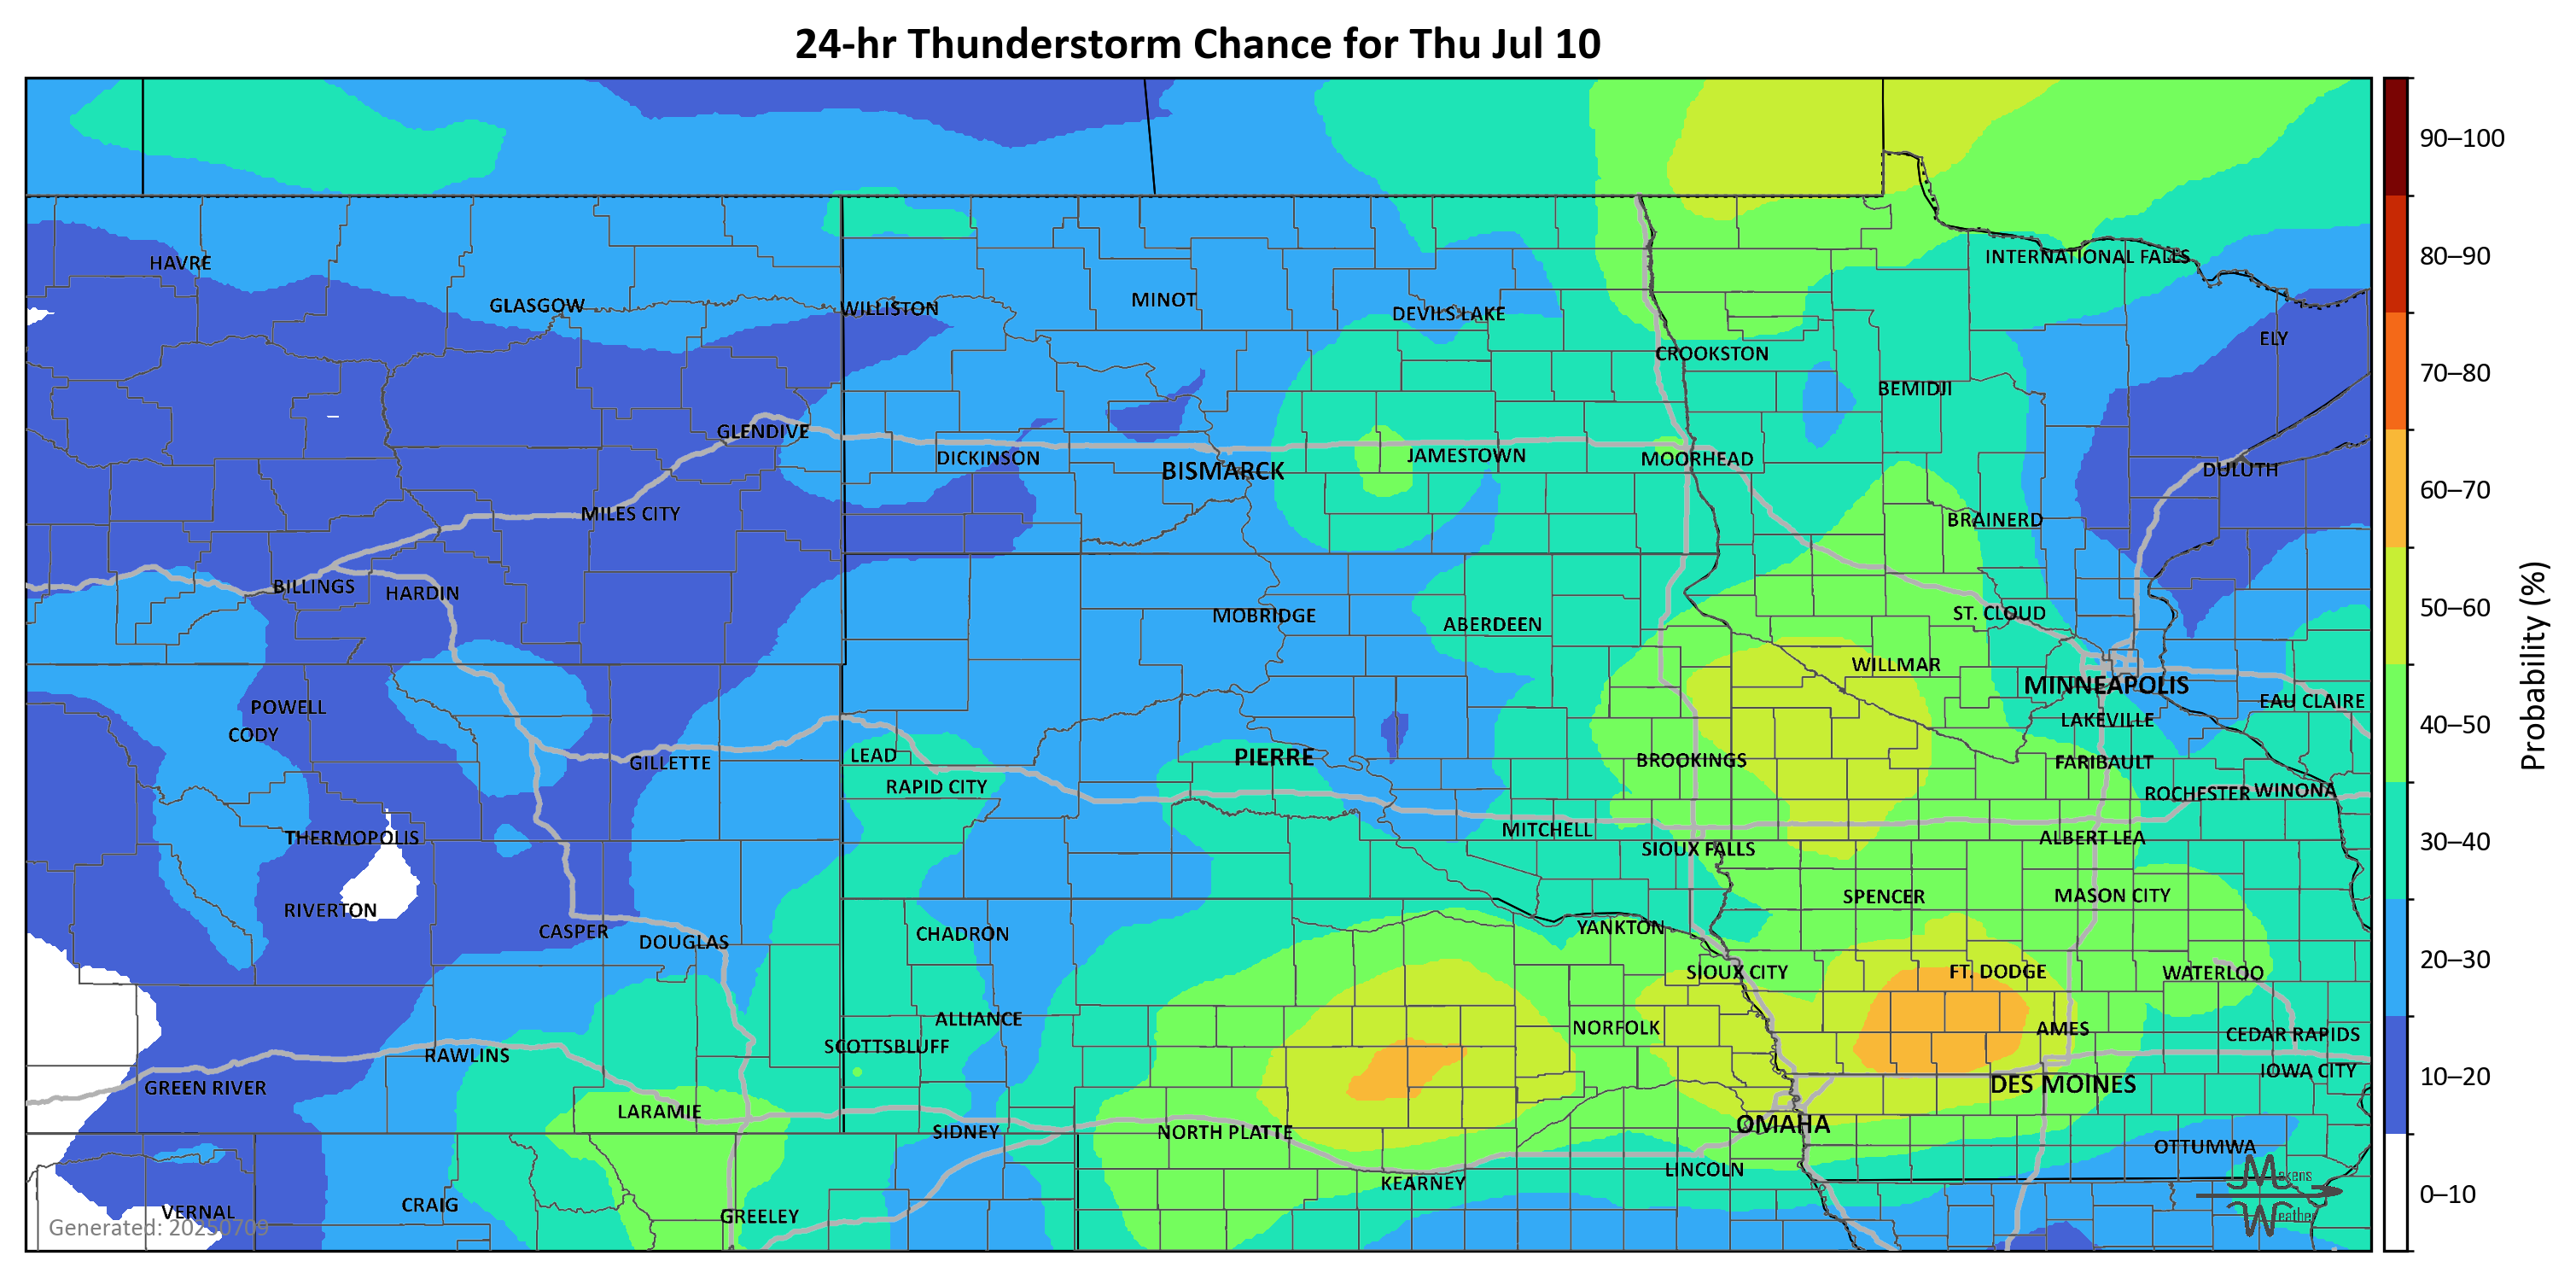 24-hr Thunderstorm Chance for Thu Jul 10
90–100
80–90
70–80
60–70
50–60
40–50
30–40
20–30
10–20
0–10
Probability (%)
HAVRE
INTERNATIONAL FALLS
GLASGOW
WILLISTON
MINOT
DEVILS LAKE
ELY
CROOKSTON
BEMIDJI
GLENDIVE
DICKINSON
BISMARCK
JAMESTOWN
MOORHEAD
DULUTH
MILES CITY
BRAINERD
BILLINGS
HARDIN
MOBRIDGE
ABERDEEN
ST. CLOUD
WILLMAR
MINNEAPOLIS
POWELL
EAU CLAIRE
CODY
LAKEVILLE
GILLETTE
LEAD
PIERRE
BROOKINGS
FARIBAULT
RAPID CITY
ROCHESTER
WINONA
THERMOPOLIS
MITCHELL
ALBERT LEA
SIOUX FALLS
RIVERTON
SPENCER
MASON CITY
CASPER
DOUGLAS
CHADRON
YANKTON
SIOUX CITY
FT. DODGE
WATERLOO
ALLIANCE
NORFOLK
AMES
CEDAR RAPIDS
SCOTTSBLUFF
RAWLINS
IOWA CITY
GREEN RIVER
DES MOINES
LARAMIE
SIDNEY
NORTH PLATTE
OMAHA
OTTUMWA
LINCOLN
KEARNEY
CRAIG
VERNAL
GREELEY
Generated: 20250709
Makens
Weather